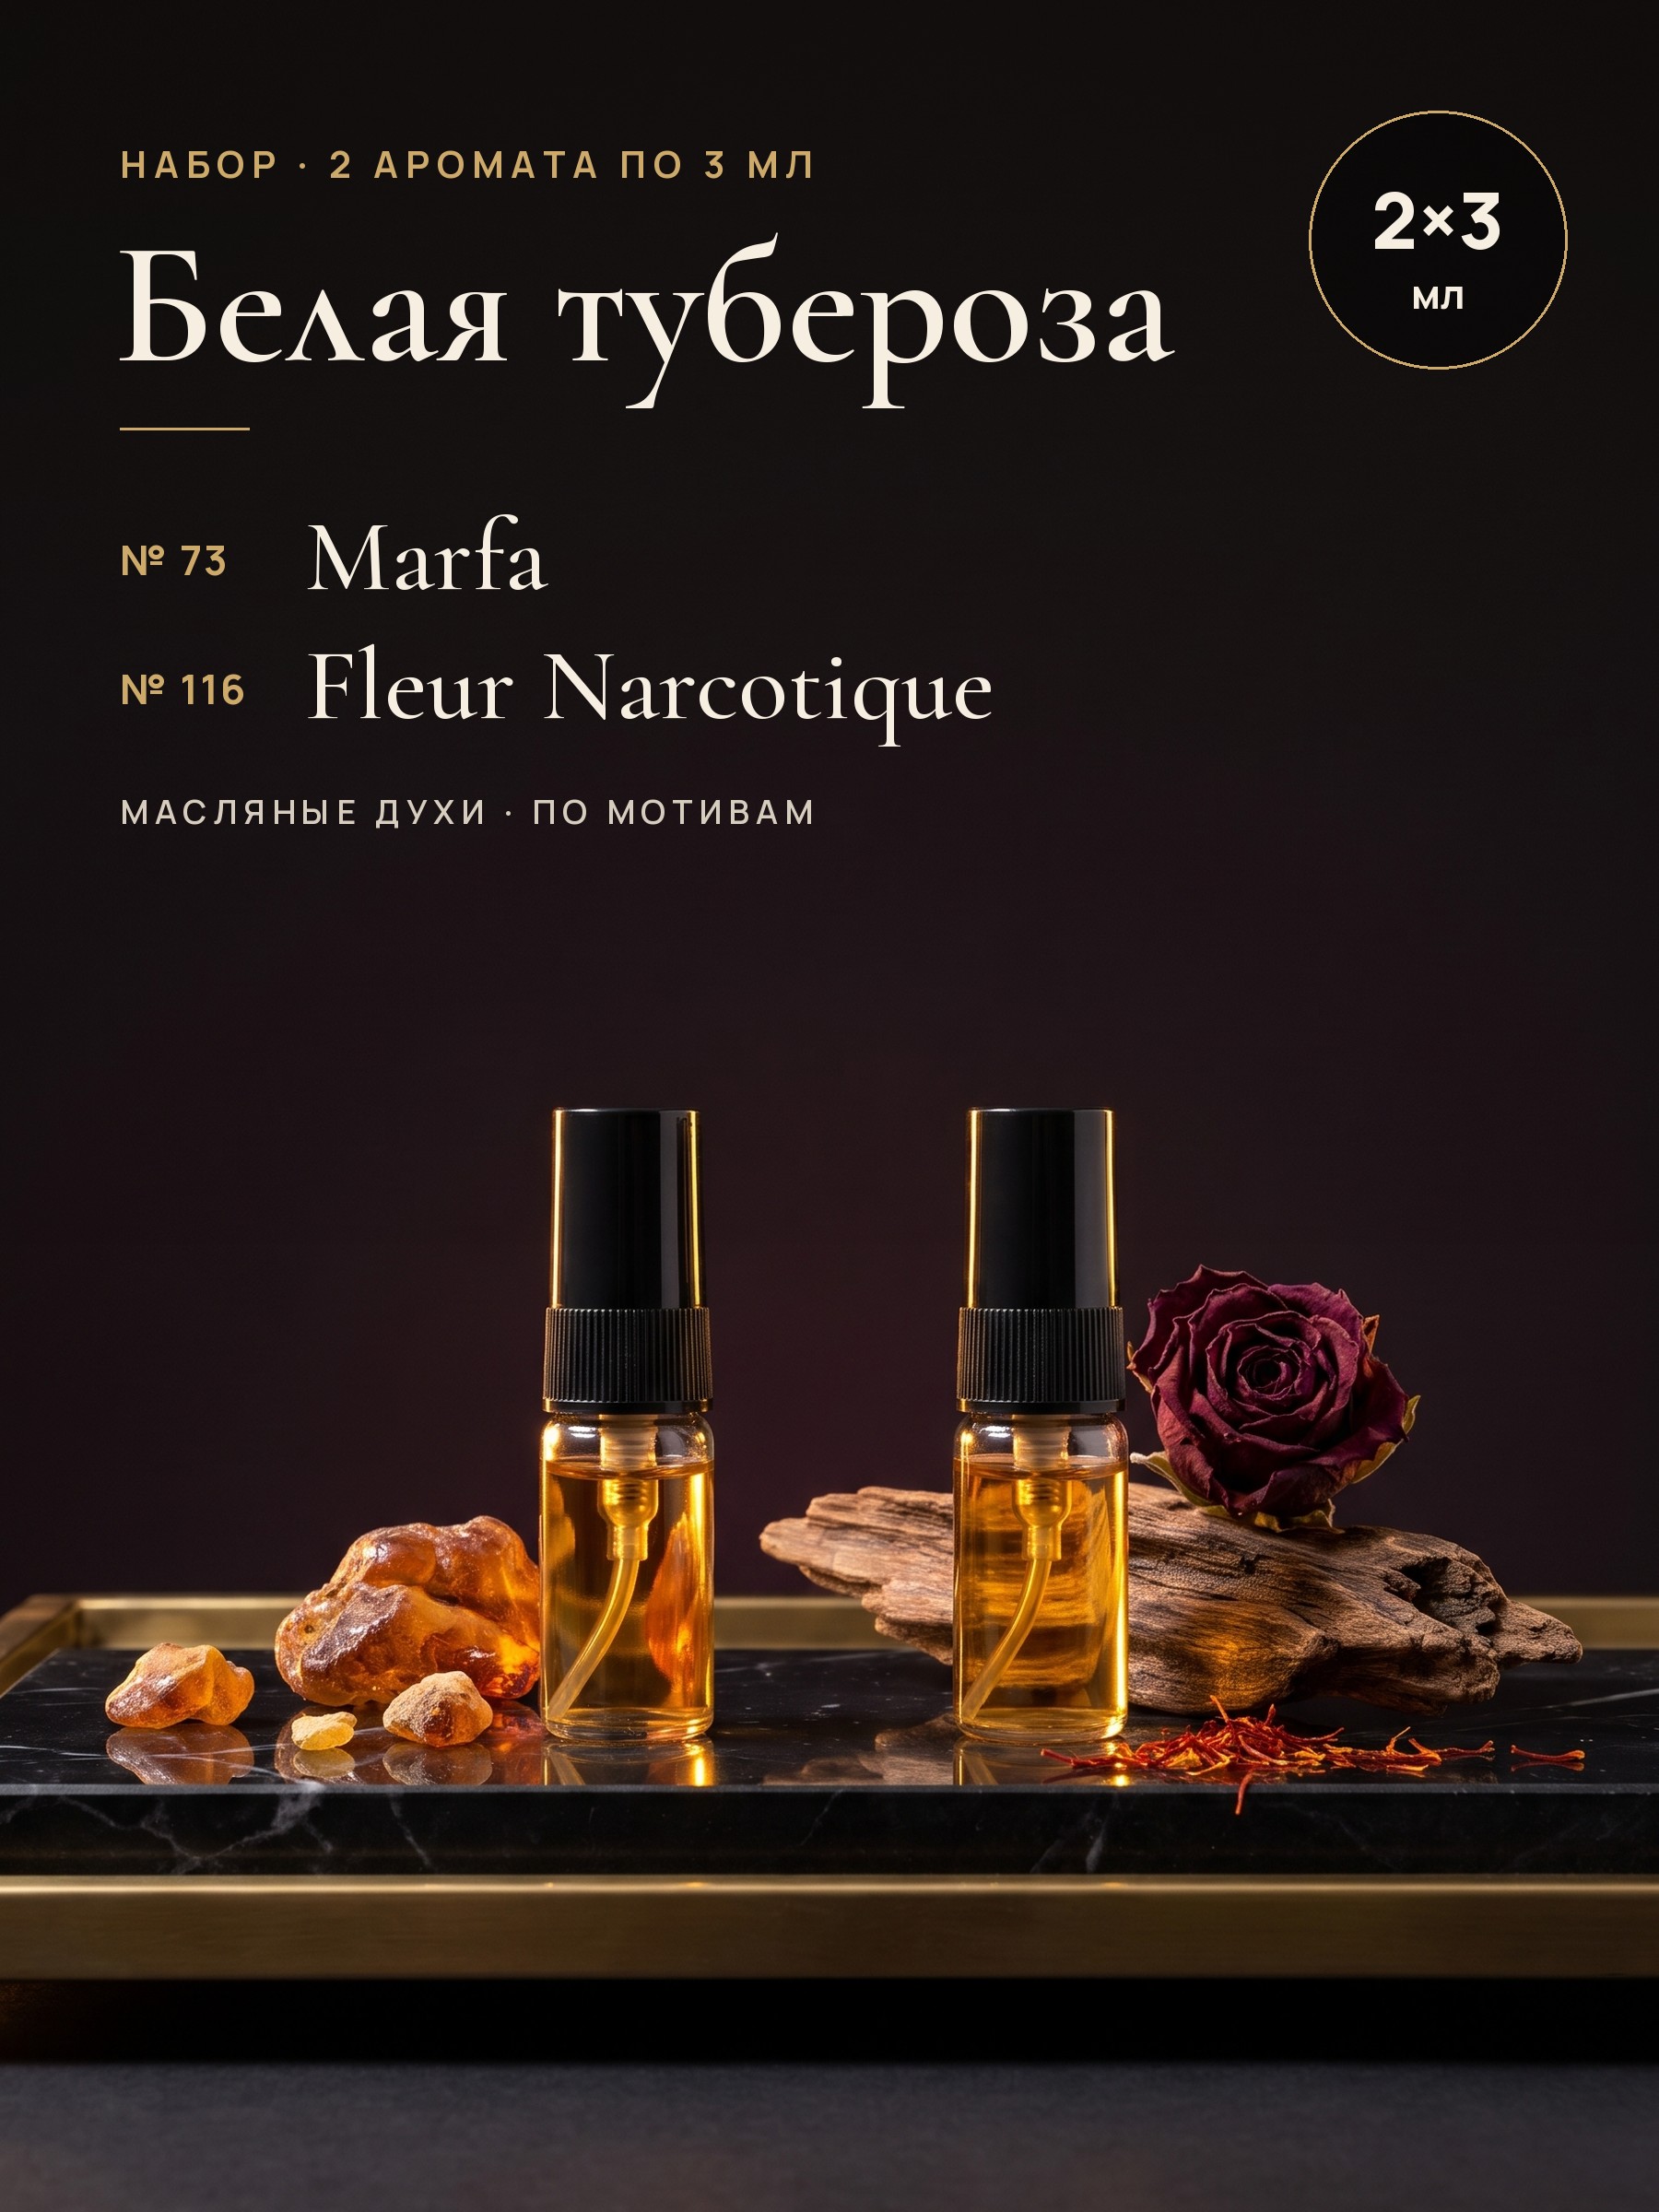 НАБОР · 2 АРОМАТА ПО 3 МЛ
2×3
мл
Белая тубероза
№ 73 Marfa
№ 116 Fleur Narcotique
МАСЛЯНЫЕ ДУХИ · ПО МОТИВАМ